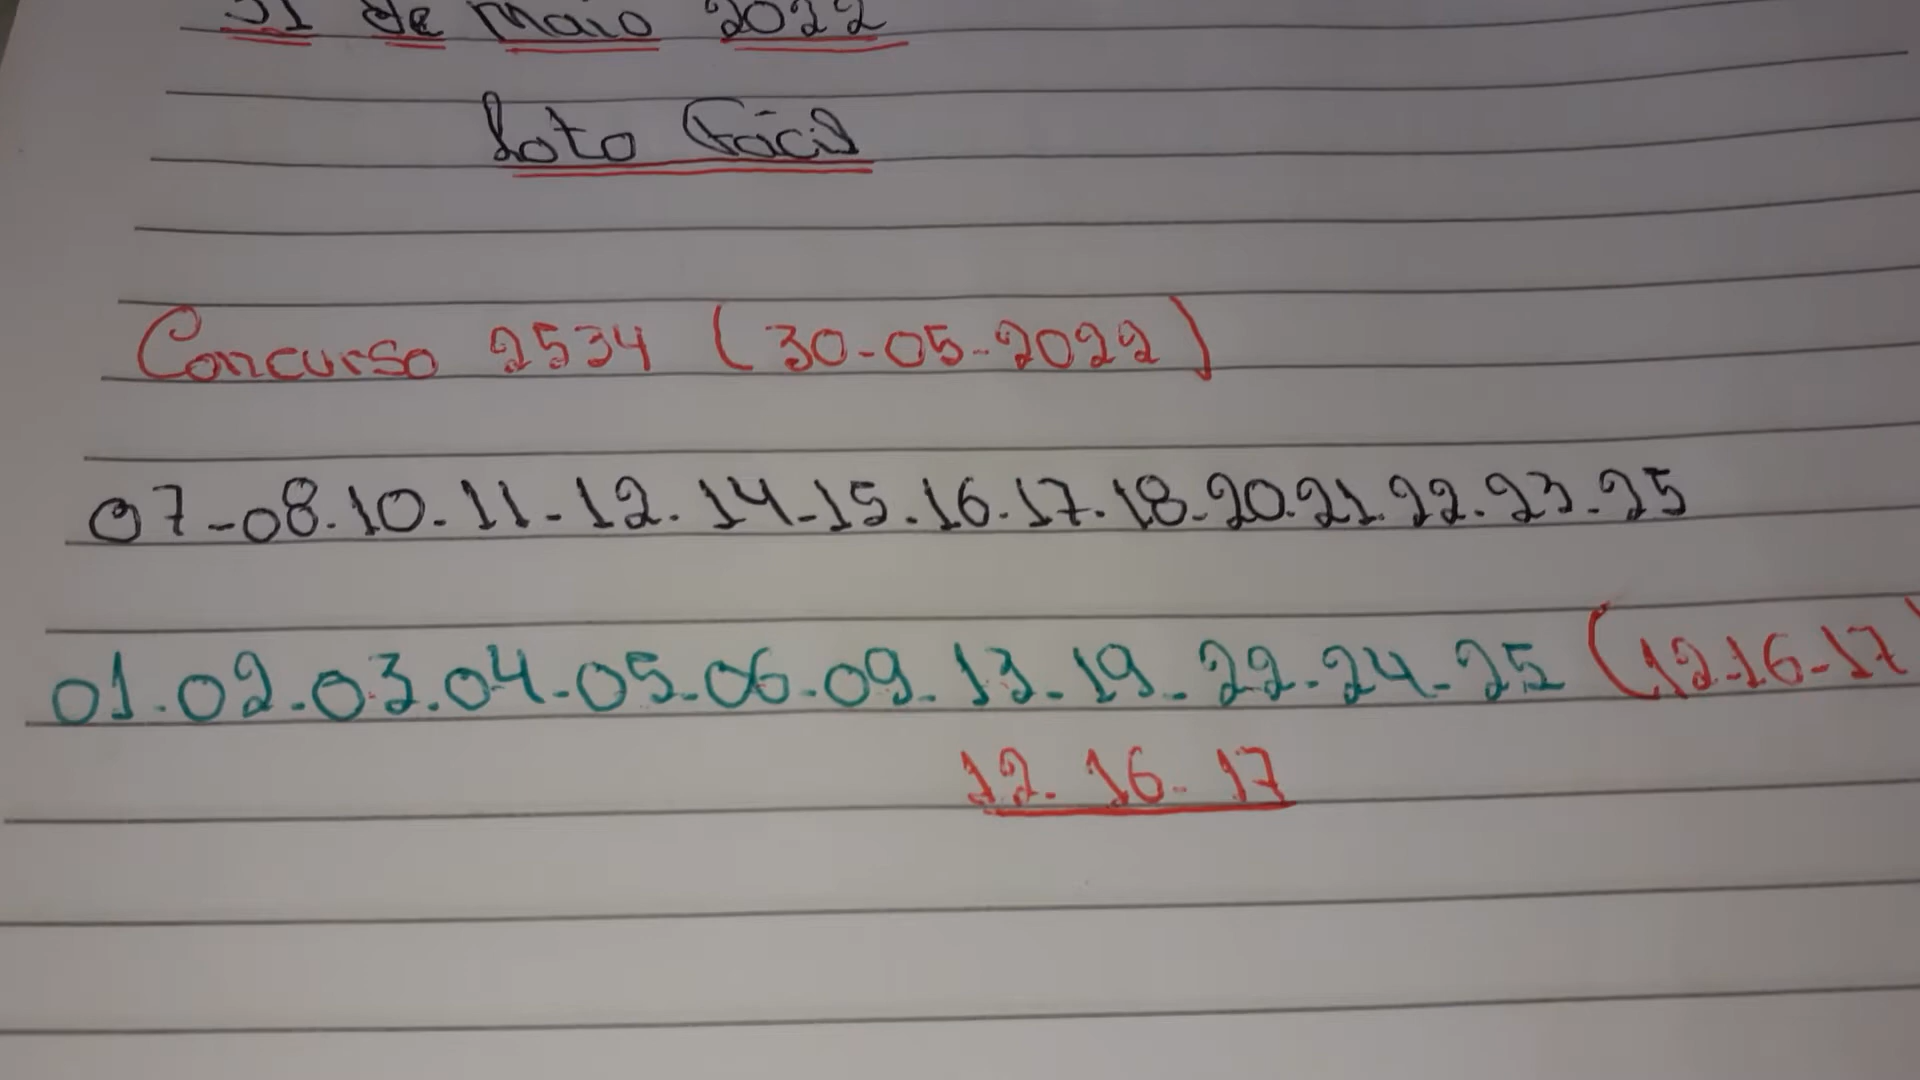 31 de Maio 2022
Loto Fácil
Concurso 2534 (30-05-2022)
07-08.10-11-12.14-15.16.17.18-20.21.22.23-25
01.02-03.04-05-06-09-13-19-22-24-25 (12-16-17)
12-16-17